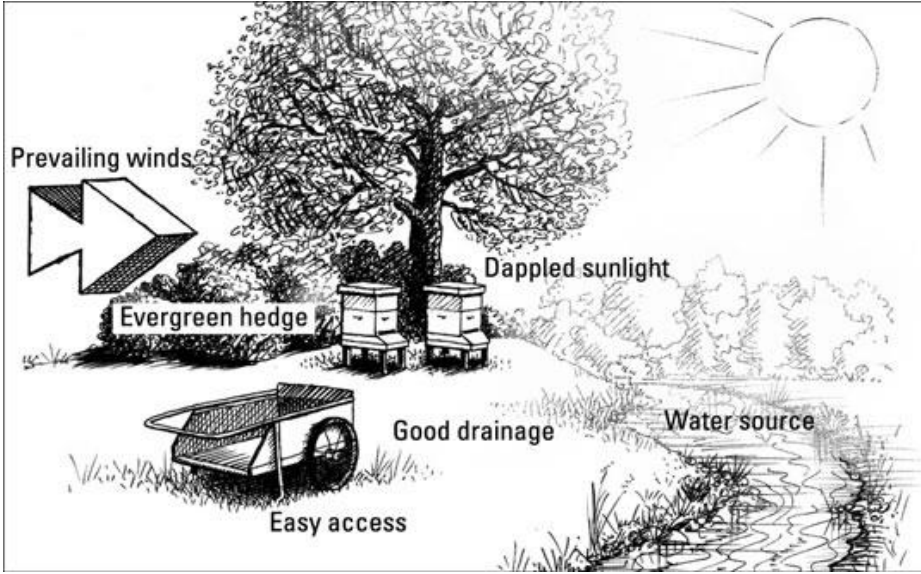 Prevailing winds
Dappled sunlight
Evergreen hedge
Good drainage
Water source
Easy access